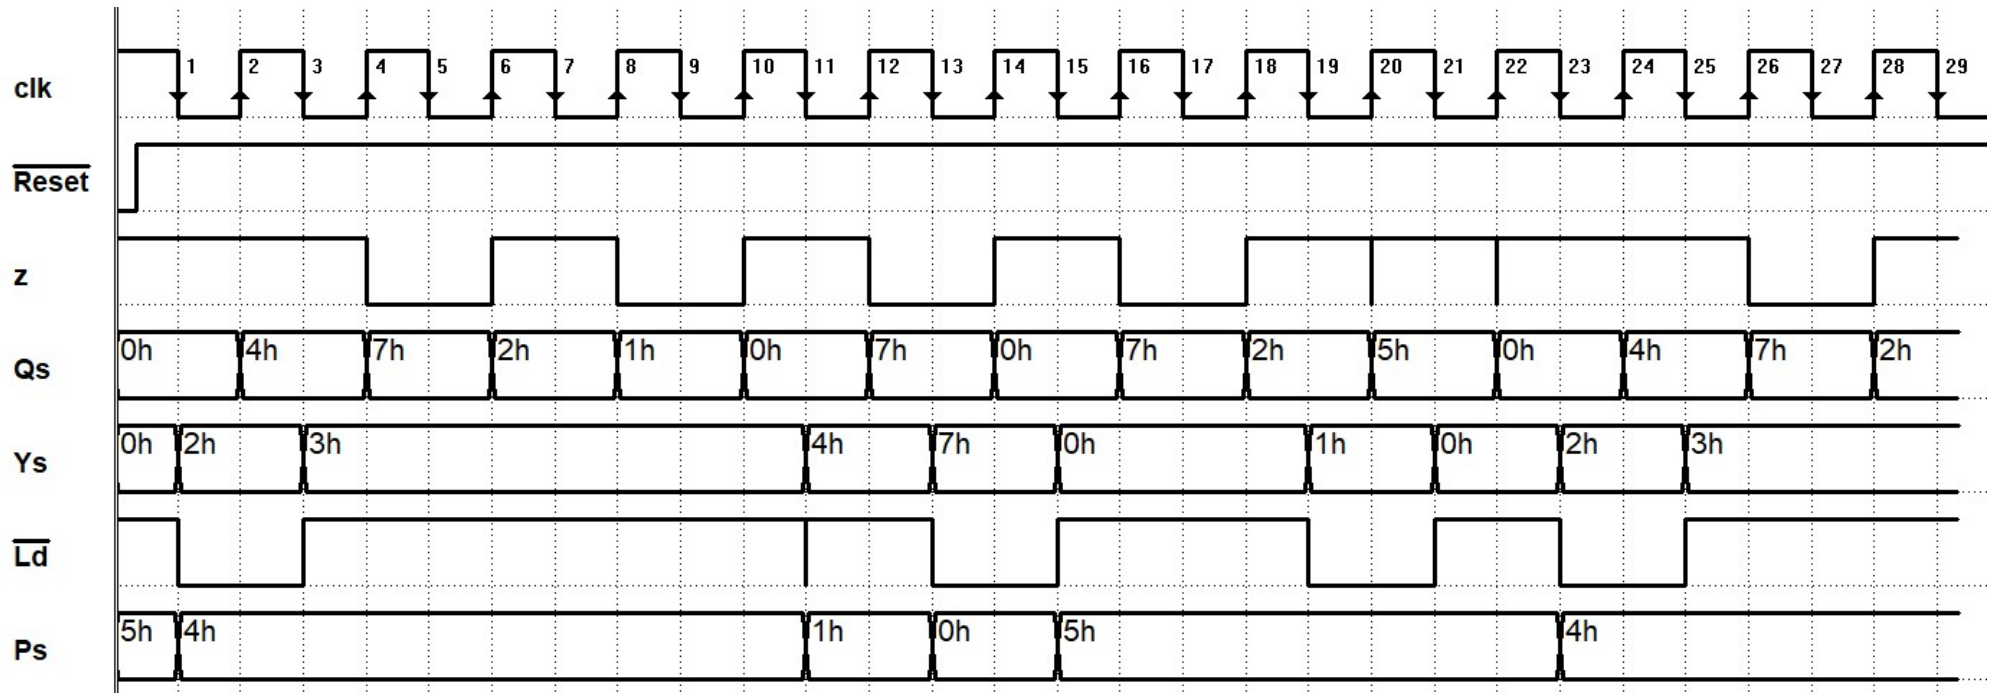 clk 1 2 3 4 5 6 7 8 9 10 11 12 13 14 15 16 17 18 19 20 21 22 23 24 25 26 27 28 29
Reset
z
Qs 0h 4h 7h 2h 1h 0h 7h 0h 7h 2h 5h 0h 4h 7h 2h
Ys 0h 2h 3h 4h 7h 0h 1h 0h 2h 3h
Ld
Ps 5h 4h 1h 0h 5h 4h